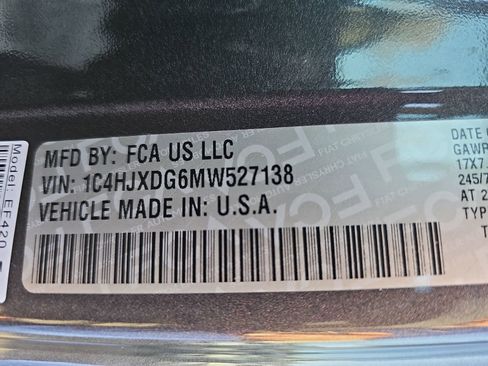 MFD BY: FCA US LLC
VIN: 1C4HJXDG6MW527138
VEHICLE MADE IN: U.S.A.
DATE O
GAWR
17X7.
245/7
AT 2
TYP
T
Model: EF420